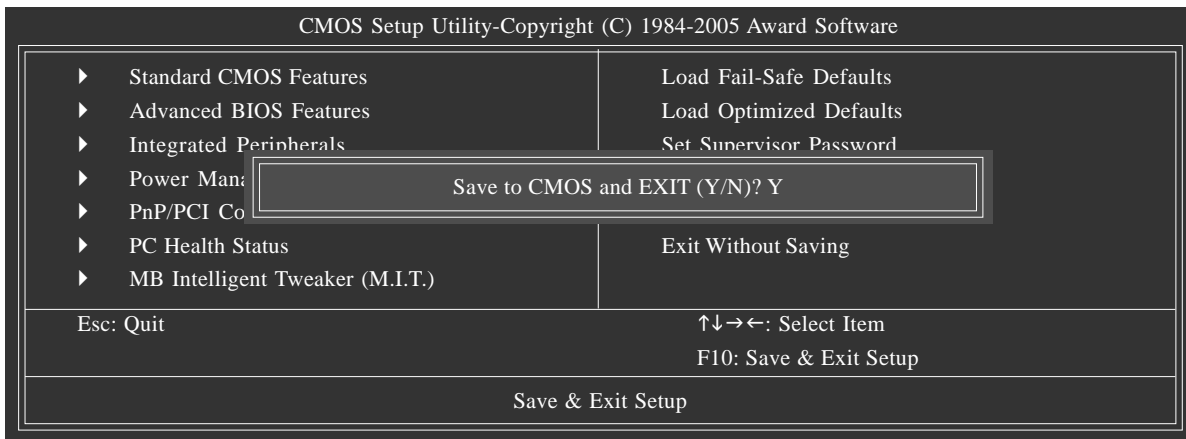 CMOS Setup Utility-Copyright (C) 1984-2005 Award Software
Standard CMOS Features
Advanced BIOS Features
Integrated Peripherals
Power
PnP/PCI
PC Health Status
MB Intelligent Tweaker (M.I.T.)
Load Fail-Safe Defaults
Load Optimized Defaults
Set Supervisor Password
Save to CMOS and EXIT (Y/N)? Y
Exit Without Saving
Esc: Quit
↑↓→←: Select Item
F10: Save & Exit Setup
Save & Exit Setup